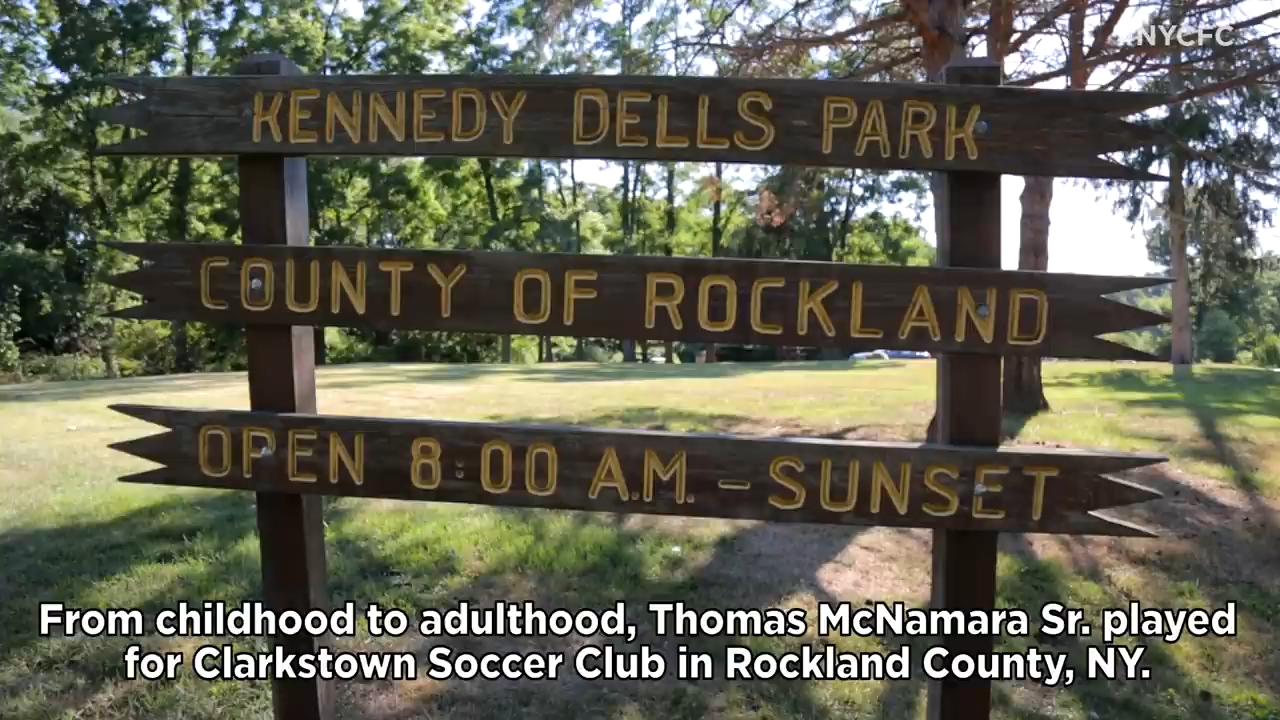 NYCFC
KENNEDY DELLS PARK
COUNTY OF ROCKLAND
OPEN 8:00 A.M. – SUNSET
From childhood to adulthood, Thomas McNamara Sr. played
for Clarkstown Soccer Club in Rockland County, NY.